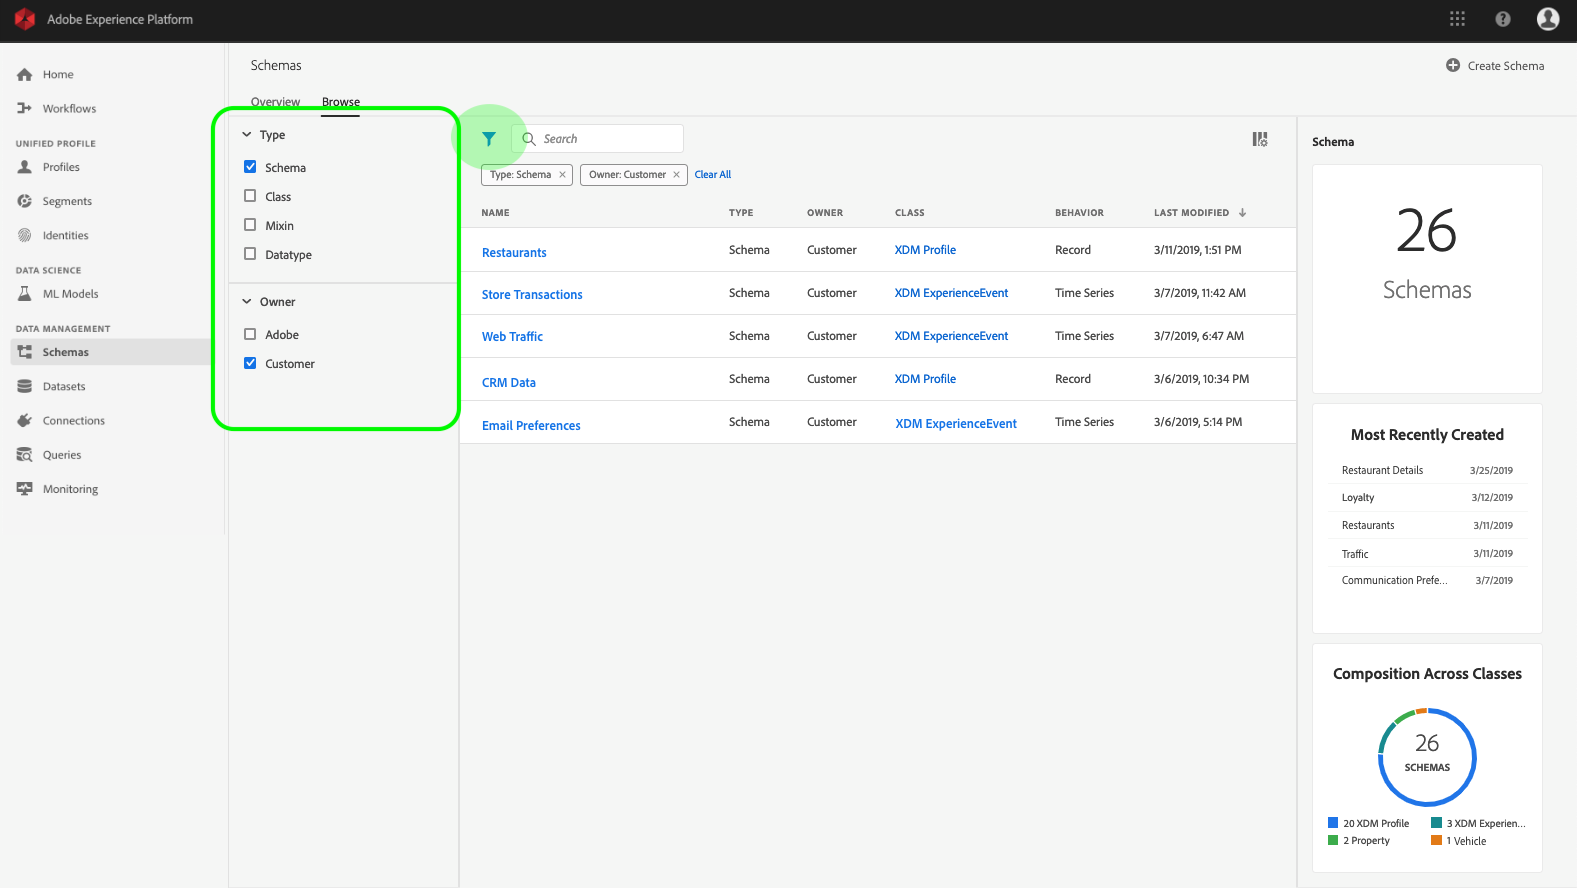 Adobe Experience Platform
Home
Workflows
UNIFIED PROFILE
Profiles
Segments
Identities
DATA SCIENCE
ML Models
DATA MANAGEMENT
Schemas
Datasets
Connections
Queries
Monitoring
Schemas
Create Schema
Overview Browse
Type
Schema
Class
Mixin
Datatype
Owner
Adobe
Customer
Search
Type: Schema × Owner: Customer × Clear All
NAME TYPE OWNER CLASS BEHAVIOR LAST MODIFIED ↓
Restaurants Schema Customer XDM Profile Record 3/11/2019, 1:51 PM
Store Transactions Schema Customer XDM ExperienceEvent Time Series 3/7/2019, 11:42 AM
Web Traffic Schema Customer XDM ExperienceEvent Time Series 3/7/2019, 6:47 AM
CRM Data Schema Customer XDM Profile Record 3/6/2019, 10:34 PM
Email Preferences Schema Customer XDM ExperienceEvent Time Series 3/6/2019, 5:14 PM
Schema
26
Schemas
Most Recently Created
Restaurant Details 3/25/2019
Loyalty 3/12/2019
Restaurants 3/11/2019
Traffic 3/11/2019
Communication Prefe... 3/7/2019
Composition Across Classes
26
SCHEMAS
20 XDM Profile 3 XDM Experien...
2 Property 1 Vehicle